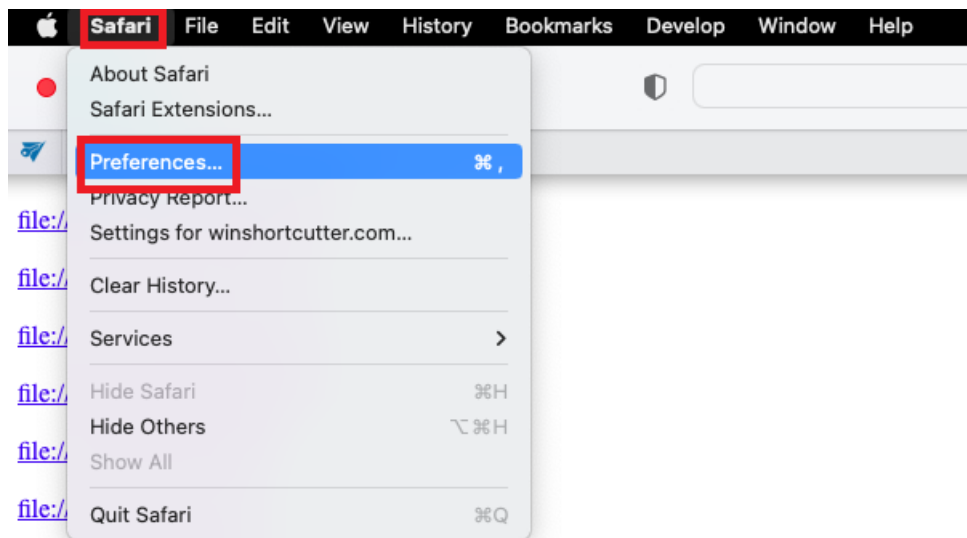 Safari File Edit View History Bookmarks Develop Window Help
About Safari
Safari Extensions...
Preferences... ⌘ ,
Privacy Report...
Settings for winshortcutter.com...
Clear History...
Services
Hide Safari ⌘H
Hide Others ⌥⌘H
Show All
Quit Safari ⌘Q
file://
file://
file://
file://
file://
file://